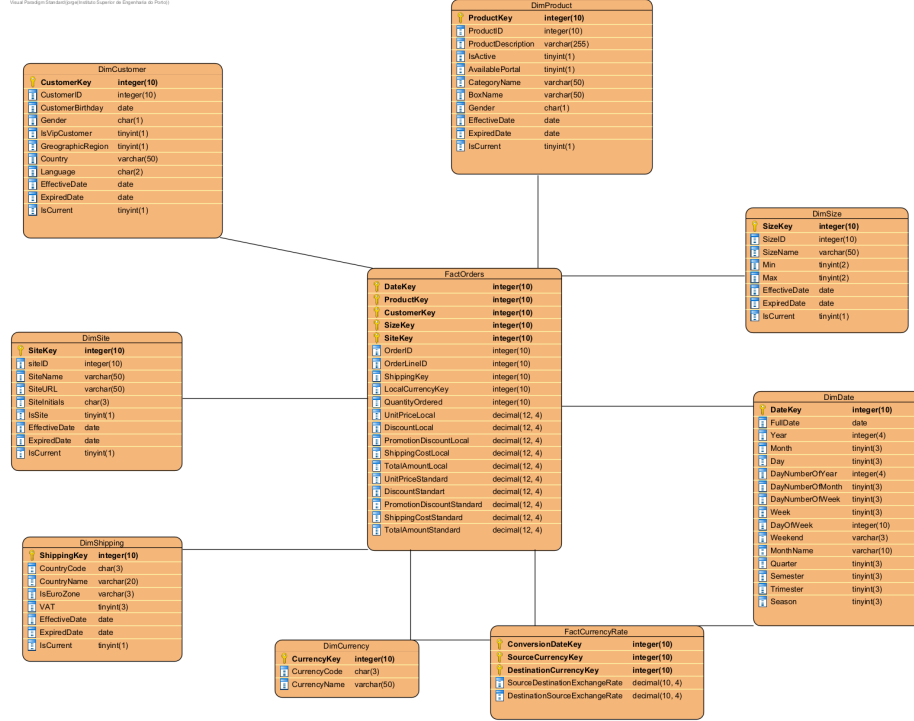 Visual Paradigm Standard(jorge(Instituto Superior de Engenharia do Porto))
DimProduct
ProductKey integer(10)
ProductID integer(10)
ProductDescription varchar(255)
IsActive tinyint(1)
AvailablePortal tinyint(1)
CategoryName varchar(50)
BoxName varchar(50)
Gender char(1)
EffectiveDate date
ExpiredDate date
IsCurrent tinyint(1)
DimCustomer
CustomerKey integer(10)
CustomerID integer(10)
CustomerBirthday date
Gender char(1)
IsVipCustomer tinyint(1)
GreographicRegion tinyint(1)
Country varchar(50)
Language char(2)
EffectiveDate date
ExpiredDate date
IsCurrent tinyint(1)
DimSize
SizeKey integer(10)
SizeID integer(10)
SizeName varchar(50)
Min tinyint(2)
Max tinyint(2)
EffectiveDate date
ExpiredDate date
IsCurrent tinyint(1)
FactOrders
DateKey integer(10)
ProductKey integer(10)
CustomerKey integer(10)
SizeKey integer(10)
SiteKey integer(10)
OrderID integer(10)
OrderLineID integer(10)
ShippingKey integer(10)
LocalCurrencyKey integer(10)
QuantityOrdered integer(10)
UnitPriceLocal decimal(12, 4)
DiscountLocal decimal(12, 4)
PromotionDiscountLocal decimal(12, 4)
ShippingCostLocal decimal(12, 4)
TotalAmountLocal decimal(12, 4)
UnitPriceStandard decimal(12, 4)
DiscountStandart decimal(12, 4)
PromotionDiscountStandard decimal(12, 4)
ShippingCostStandard decimal(12, 4)
TotalAmountStandard decimal(12, 4)
DimSite
SiteKey integer(10)
siteID integer(10)
SiteName varchar(50)
SiteURL varchar(50)
SiteInitials char(3)
IsSite tinyint(1)
EffectiveDate date
ExpiredDate date
IsCurrent tinyint(1)
DimDate
DateKey integer(10)
FullDate date
Year integer(4)
Month tinyint(3)
Day tinyint(3)
DayNumberOfYear integer(4)
DayNumberOfMonth tinyint(3)
DayNumberOfWeek tinyint(3)
Week tinyint(3)
DayOfWeek integer(10)
Weekend varchar(3)
MonthName varchar(10)
Quarter tinyint(3)
Semester tinyint(3)
Trimester tinyint(3)
Season tinyint(3)
DimShipping
ShippingKey integer(10)
CountryCode char(3)
CountryName varchar(20)
IsEuroZone varchar(3)
VAT tinyint(3)
EffectiveDate date
ExpiredDate date
IsCurrent tinyint(1)
DimCurrency
CurrencyKey integer(10)
CurrencyCode char(3)
CurrencyName varchar(50)
FactCurrencyRate
ConversionDateKey integer(10)
SourceCurrencyKey integer(10)
DestinationCurrencyKey integer(10)
SourceDestinationExchangeRate decimal(10, 4)
DestinationSourceExchangeRate decimal(10, 4)